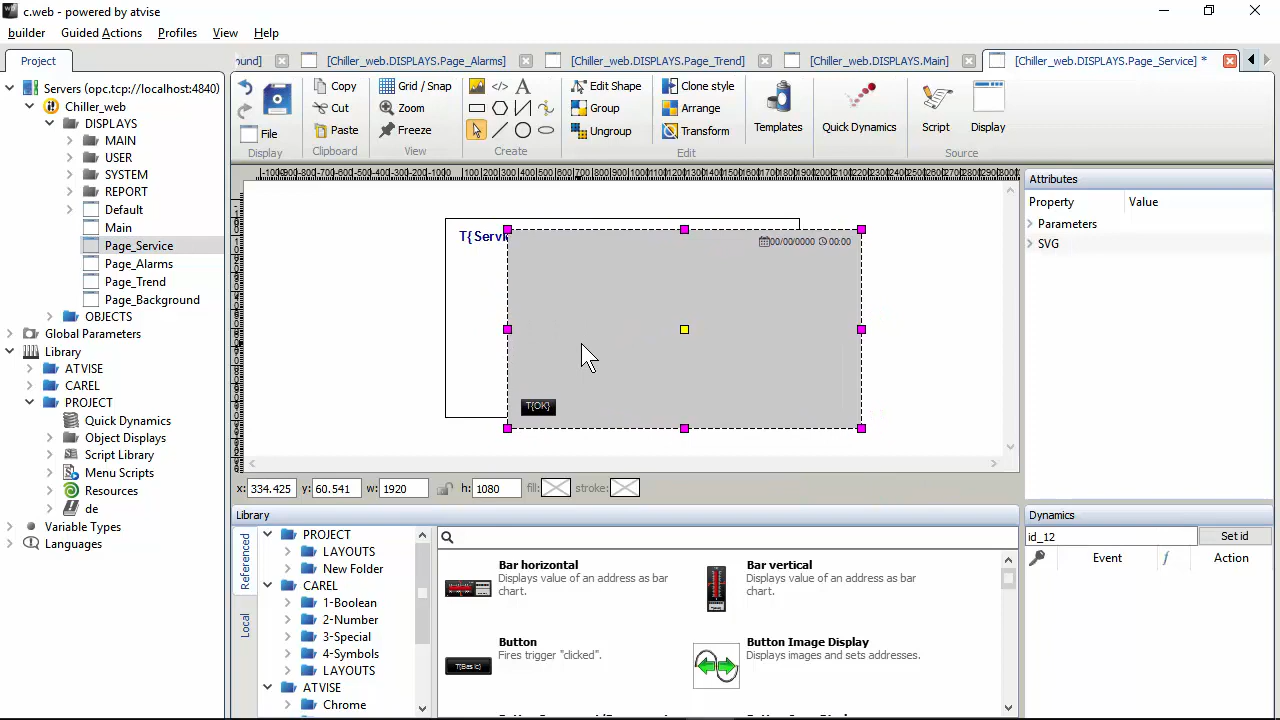 c.web - powered by atvise
builder Guided Actions Profiles View Help
Project
ound] [Chiller_web.DISPLAYS.Page_Alarms] [Chiller_web.DISPLAYS.Page_Trend] [Chiller_web.DISPLAYS.Main] [Chiller_web.DISPLAYS.Page_Service] *
Servers (opc.tcp://localhost:4840)
Chiller_web
DISPLAYS
MAIN
USER
SYSTEM
REPORT
Default
Main
Page_Service
Page_Alarms
Page_Trend
Page_Background
OBJECTS
Global Parameters
Library
ATVISE
CAREL
PROJECT
Quick Dynamics
Object Displays
Script Library
Menu Scripts
Resources
de
Variable Types
Languages
File
Display
Copy
Cut
Paste
Clipboard
Grid / Snap
Zoom
Freeze
View
Create
Edit Shape
Group
Ungroup
Clone style
Arrange
Transform
Edit
Templates
Quick Dynamics
Script
Display
Source
T{Servi
00/00/0000 00:00
T{OK}
x: 334.425 y: 60.541 w: 1920 h: 1080 fill: stroke:
Attributes
Property Value
Parameters
SVG
Library
Referenced
Local
PROJECT
LAYOUTS
New Folder
CAREL
1-Boolean
2-Number
3-Special
4-Symbols
LAYOUTS
ATVISE
Chrome
Bar horizontal
Displays value of an address as bar
chart.
Bar vertical
Displays value of an address as bar
chart.
Button
Fires trigger "clicked".
T{Basic}
Button Image Display
Displays images and sets addresses.
Dynamics
id_12 Set id
Event f Action